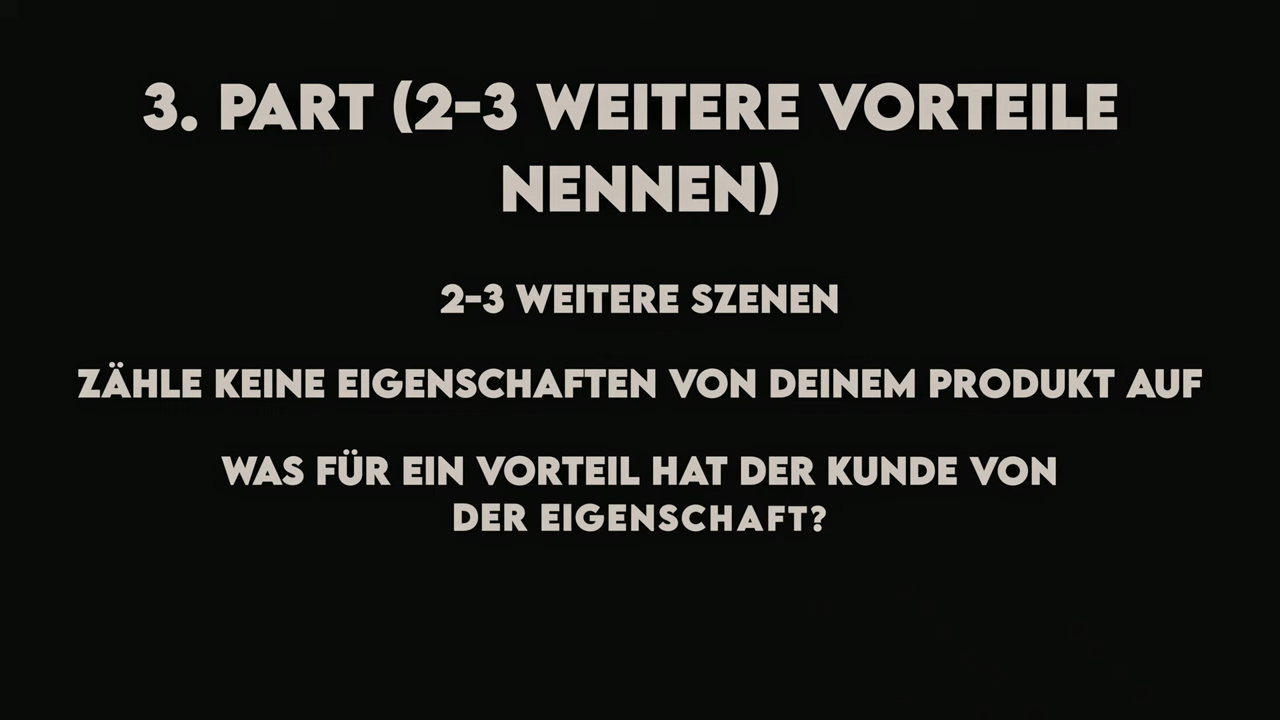 3. PART (2-3 WEITERE VORTEILE
NENNEN)
2-3 WEITERE SZENEN
ZÄHLE KEINE EIGENSCHAFTEN VON DEINEM PRODUKT AUF
WAS FÜR EIN VORTEIL HAT DER KUNDE VON
DER EIGENSCHAFT?